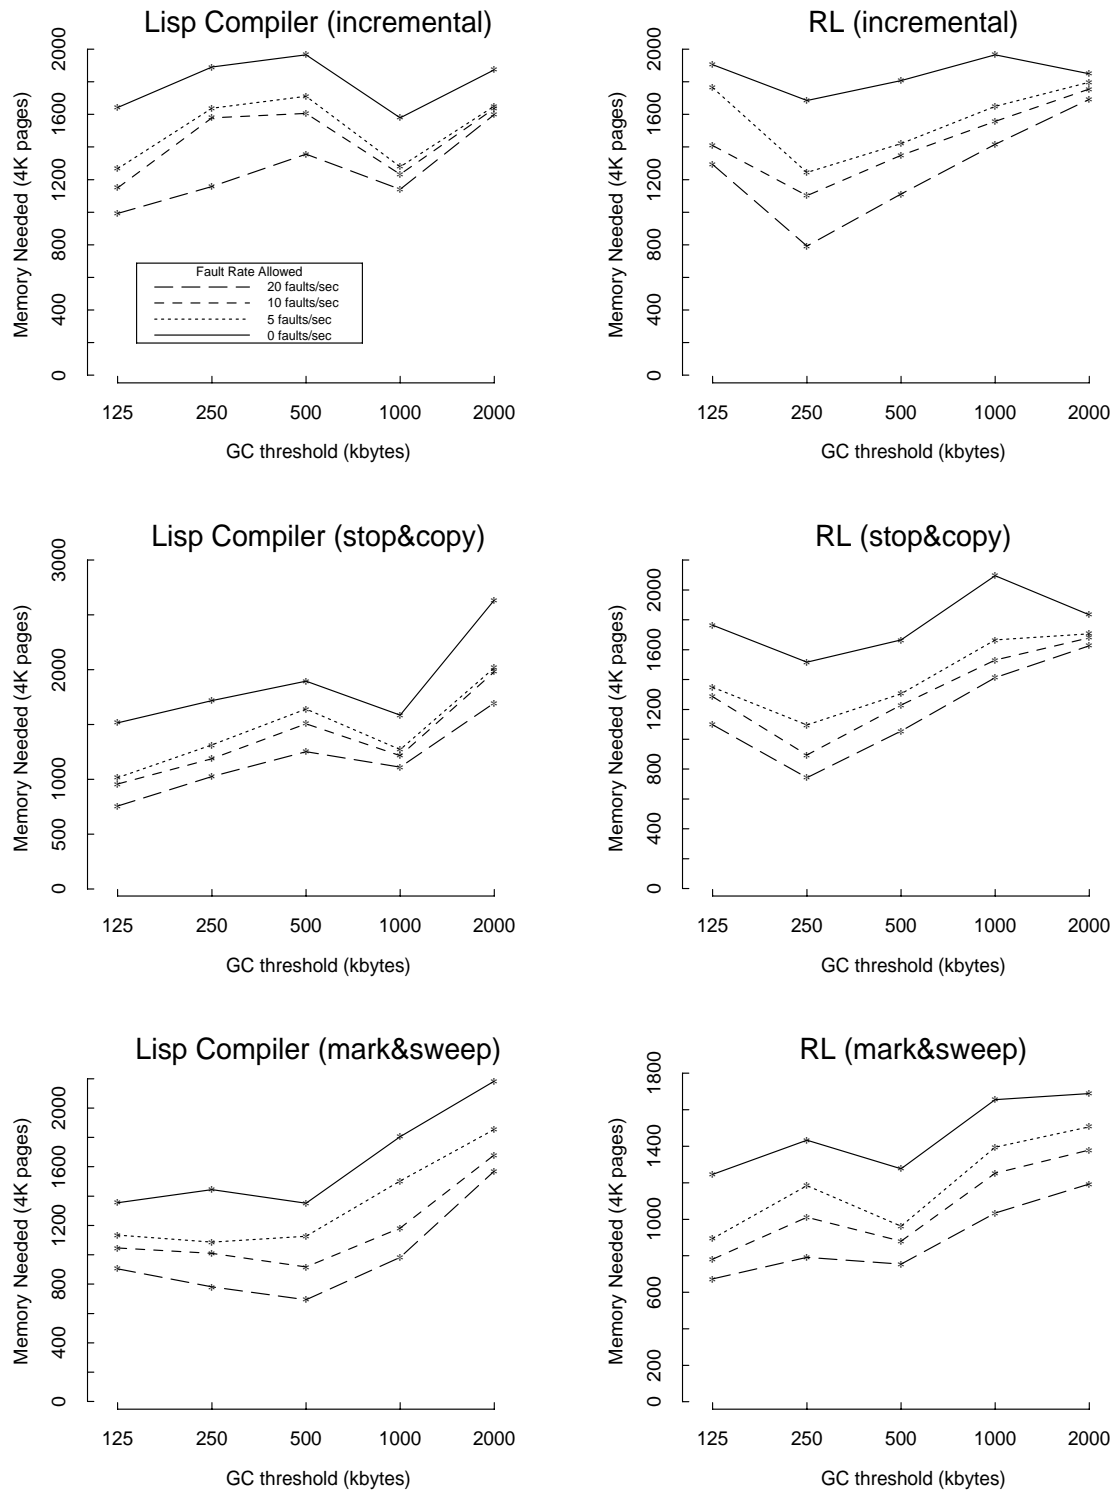 Lisp Compiler (incremental)
Memory Needed (4K pages)
2000
1600
1200
800
400
0
Fault Rate Allowed
20 faults/sec
10 faults/sec
5 faults/sec
0 faults/sec
125 250 500 1000 2000
GC threshold (kbytes)
RL (incremental)
Memory Needed (4K pages)
2000
1600
1200
800
400
0
125 250 500 1000 2000
GC threshold (kbytes)
Lisp Compiler (stop&copy)
Memory Needed (4K pages)
3000
2000
1000
500
0
125 250 500 1000 2000
GC threshold (kbytes)
RL (stop&copy)
Memory Needed (4K pages)
2000
1600
1200
800
400
0
125 250 500 1000 2000
GC threshold (kbytes)
Lisp Compiler (mark&sweep)
Memory Needed (4K pages)
2000
1600
1200
800
400
0
125 250 500 1000 2000
GC threshold (kbytes)
RL (mark&sweep)
Memory Needed (4K pages)
1800
1400
1000
600
200
0
125 250 500 1000 2000
GC threshold (kbytes)